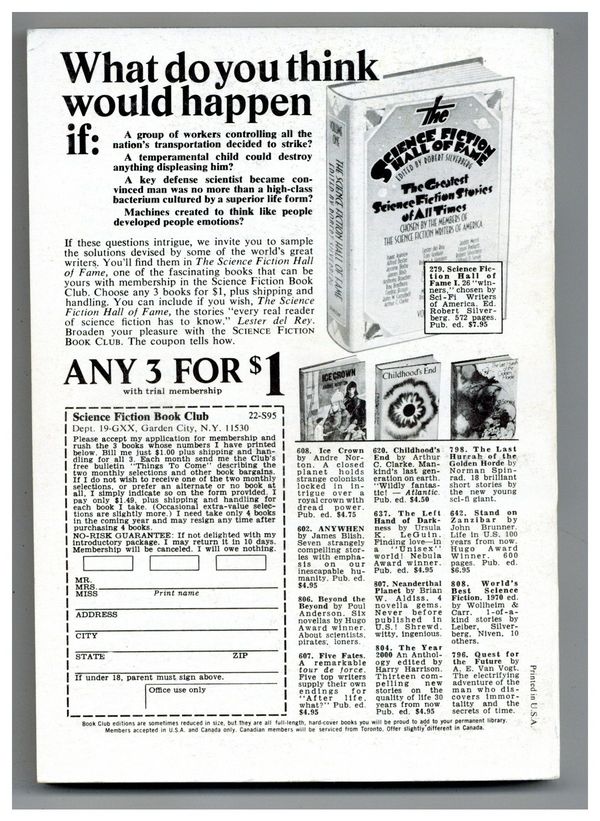 What do you think
would happen
if:
A group of workers controlling all the
nation's transportation decided to strike?
A temperamental child could destroy
anything displeasing him?
A key defense scientist became con-
vinced man was no more than a high-class
bacterium cultured by a superior life form?
Machines created to think like people
developed people emotions?
If these questions intrigue, we invite you to sample
the solutions devised by some of the world's great
writers. You'll find them in The Science Fiction Hall
of Fame, one of the fascinating books that can be
yours with membership in the Science Fiction Book
Club. Choose any 3 books for $1, plus shipping and
handling. You can include if you wish, The Science
Fiction Hall of Fame, the stories "every real reader
of science fiction has to know." Lester del Rey.
Broaden your pleasure with the SCIENCE FICTION
BOOK CLUB. The coupon tells how.
VOLUME ONE
THE SCIENCE FICTION HALL OF FAME
EDITED BY ROBERT SILVERBERG
The
SCIENCE FICTION
HALL OF FAME
EDITED BY ROBERT SILVERBERG
The Greatest
Science Fiction Stories
of All Times
CHOSEN BY THE MEMBERS OF
THE SCIENCE FICTION WRITERS OF AMERICA
279. Science Fic-
tion Hall of
Fame I. 26 "win-
ners," chosen by
Sci-Fi Writers
of America. Ed.
Robert Silver-
berg. 572 pages.
Pub. ed. $7.95
ANY 3 FOR $1
with trial membership
Science Fiction Book Club 22-S95
Dept. 19-GXX, Garden City, N.Y. 11530
Please accept my application for membership and
rush the 3 books whose numbers I have printed
below. Bill me just $1.00 plus shipping and han-
dling for all 3. Each month send me the Club's
free bulletin "Things To Come" describing the
two monthly selections and other book bargains.
If I do not wish to receive one of the two monthly
selections, or prefer an alternate or no book at
all, I simply indicate so on the form provided. I
pay only $1.49, plus shipping and handling for
each book I take. (Occasional extra-value selec-
tions are slightly more.) I need take only 4 books
in the coming year and may resign any time after
purchasing 4 books.
NO-RISK GUARANTEE: If not delighted with my
introductory package, I may return it in 10 days.
Membership will be canceled. I will owe nothing.
MR.
MRS.
MISS Print name
ADDRESS
CITY
STATE ZIP
If under 18, parent must sign above.
Office use only
ICE CROWN
ANDRE NORTON
Childhood's End
The Last Hurrah
of the
Golden Horde
608. Ice Crown
by Andre Nor-
ton. A closed
planet holds
strange colonists
locked in in-
trigue over a
royal crown with
dread power.
Pub. ed. $4.75
602. ANYWHEN
by James Blish.
Seven strangely
compelling stor-
ies with empha-
sis on our
inescapable hu-
manity. Pub. ed.
$4.95
806. Beyond the
Beyond by Poul
Anderson. Six
novellas by Hugo
Award winner.
About scientists,
pirates, loners.
607. Five Fates.
A remarkable
tour de force.
Five top writers
supply their own
endings for
"After life,
what?" Pub. ed.
$4.95
620. Childhood's
End by Arthur
C. Clarke. Man-
kind's last gen-
eration on earth.
"Wildly fantas-
tic! — Atlantic.
Pub. ed. $4.50
637. The Left
Hand of Dark-
ness by Ursula
K. LeGuin.
Finding love—in
a "Unisex"
world! Nebula
Award winner.
Pub. ed. $4.95
807. Neanderthal
Planet by Brian
W. Aldiss. 4
novella gems.
Never before
published in
U.S.! Shrewd,
witty, ingenious.
804. The Year
2000 An Anthol-
ogy edited by
Harry Harrison.
Thirteen com-
pelling new
stories on the
quality of life 30
years from now
Pub. ed. $4.95
798. The Last
Hurrah of the
Golden Horde by
Norman Spin-
rad. 18 brilliant
short stories by
the new young
sci-fi giant.
642. Stand on
Zanzibar by
John Brunner.
Life in U.S. 100
years from now.
Hugo Award
Winner. 600
pages. Pub. ed.
$6.95
808. World's
Best Science
Fiction. 1970 ed.
by Wollheim &
Carr. 1-of-a-
kind stories by
Leiber, Silver-
berg, Niven, 10
others.
796. Quest for
the Future by
A. E. Van Vogt.
The electrifying
adventure of the
man who dis-
covers immor-
tality and the
secrets of time.
Printed in U.S.A.
Book Club editions are sometimes reduced in size, but they are all full-length, hard-cover books you will be proud to add to your permanent library.
Members accepted in U.S.A. and Canada only. Canadian members will be serviced from Toronto. Offer slightly different in Canada.